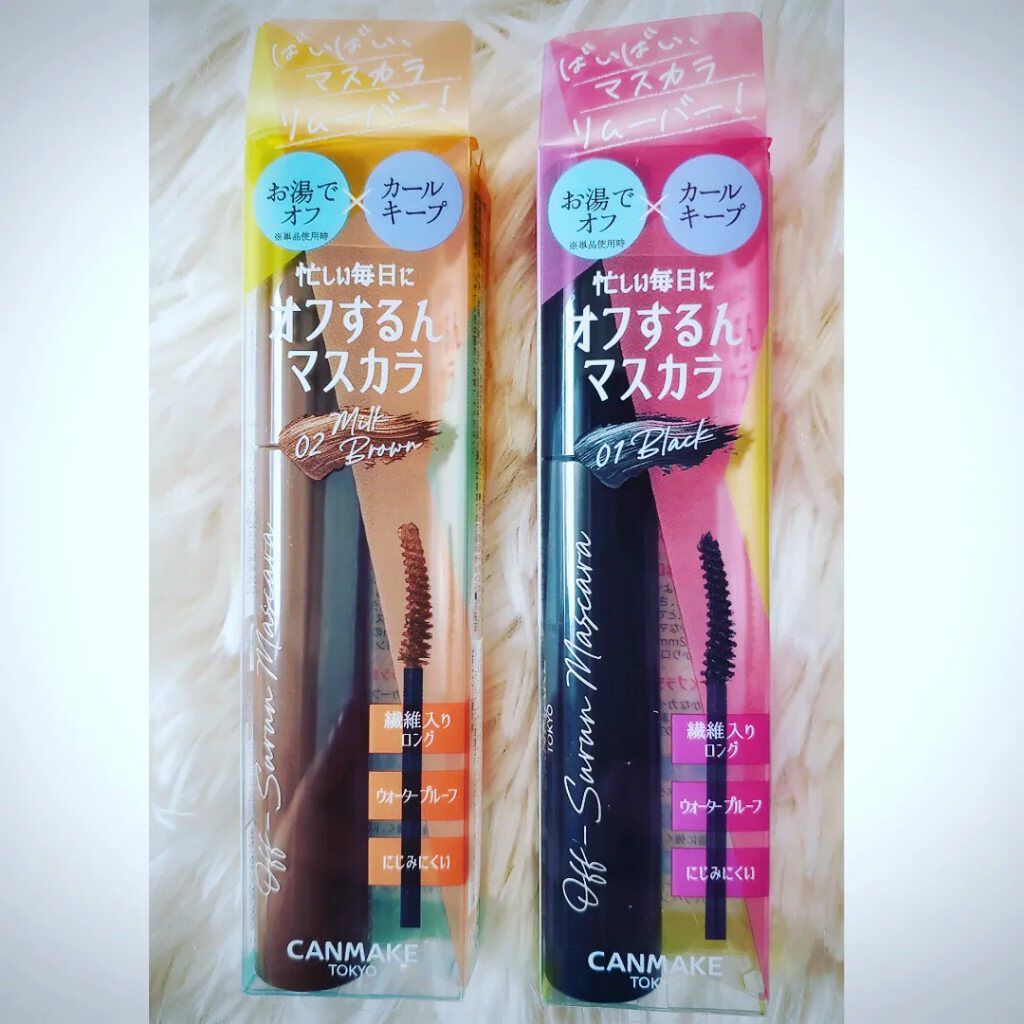 ばいばい、
マスカラ
リムーバー!
お湯で
オフ
※単品使用時
×
カール
キープ
忙しい毎日に
オフするん
マスカラ
02 Milk
Brown
Off-Sururn Mascara
繊維入り
ロング
ウォータープルーフ
にじみにくい
CANMAKE
TOKYO
ばいばい、
マスカラ
リムーバー!
お湯で
オフ
※単品使用時
×
カール
キープ
忙しい毎日に
オフするん
マスカラ
01 Black
Off-Sururn Mascara
TOKYO
繊維入り
ロング
ウォータープルーフ
にじみにくい
CANMAKE
TOKYO